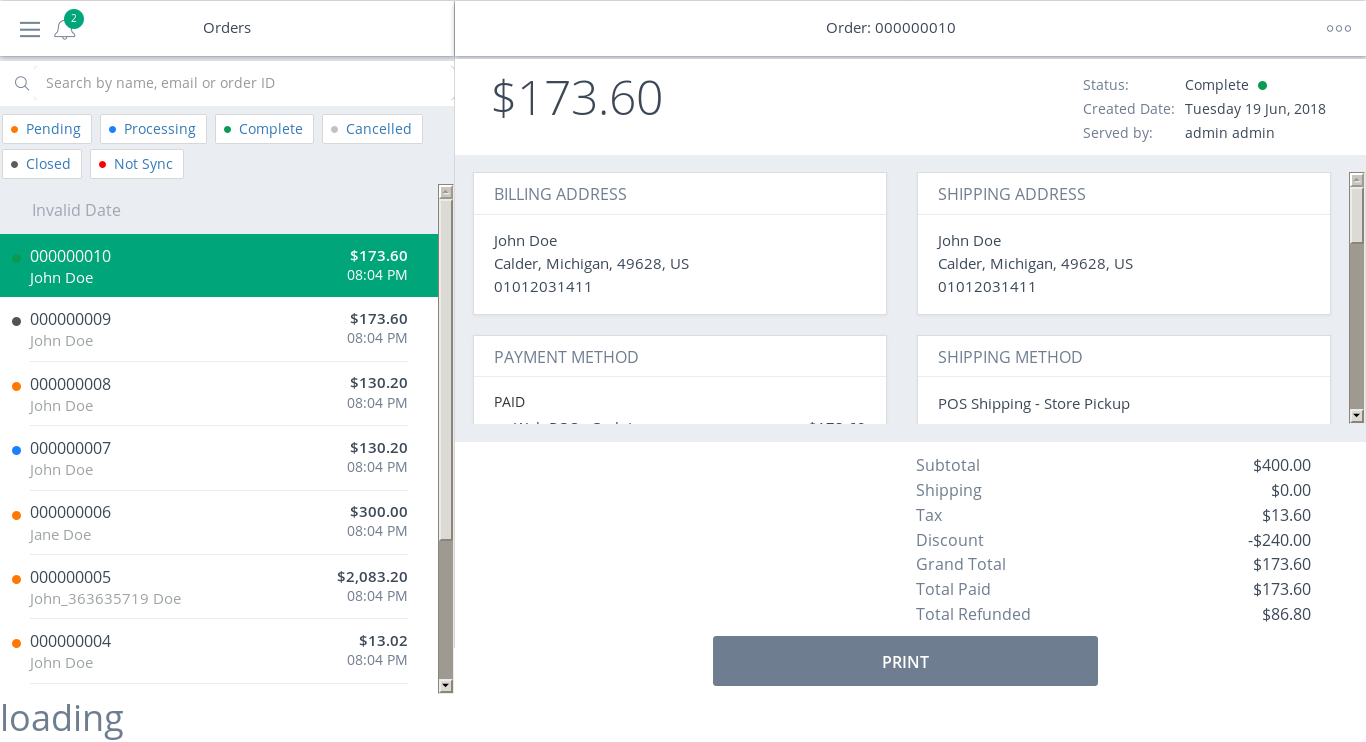 2
Orders
Search by name, email or order ID
Pending
Processing
Complete
Cancelled
Closed
Not Sync
Invalid Date
000000010 $173.60
John Doe 08:04 PM
000000009 $173.60
John Doe 08:04 PM
000000008 $130.20
John Doe 08:04 PM
000000007 $130.20
John Doe 08:04 PM
000000006 $300.00
Jane Doe 08:04 PM
000000005 $2,083.20
John_363635719 Doe 08:04 PM
000000004 $13.02
John Doe 08:04 PM
loading
Order: 000000010
$173.60
Status: Complete
Created Date: Tuesday 19 Jun, 2018
Served by: admin admin
BILLING ADDRESS
John Doe
Calder, Michigan, 49628, US
01012031411
SHIPPING ADDRESS
John Doe
Calder, Michigan, 49628, US
01012031411
PAYMENT METHOD
PAID
SHIPPING METHOD
POS Shipping - Store Pickup
Subtotal $400.00
Shipping $0.00
Tax $13.60
Discount -$240.00
Grand Total $173.60
Total Paid $173.60
Total Refunded $86.80
PRINT